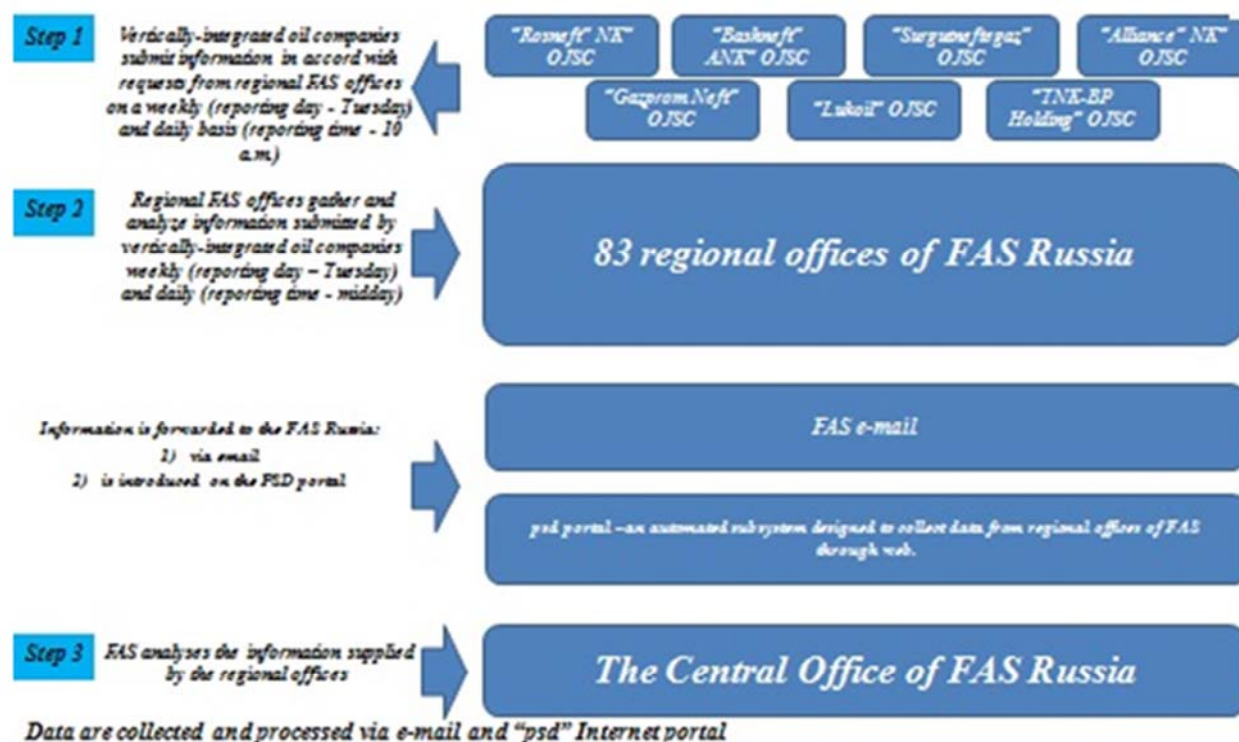 Step 1
Vertically-integrated oil companies
submit information in accord with
requests from regional FAS offices
on a weekly (reporting day - Tuesday)
and daily basis (reporting time - 10
a.m.)
"Rosneft" NK"
OJSC
"Bashneft"
ANK" OJSC
"Surgutneftegaz"
OJSC
"Alliance" NK"
OJSC
"Gazprom Neft"
OJSC
"Lukoil" OJSC
"TNK-BP
Holding" OJSC
Step 2
Regional FAS offices gather and
analyze information submitted by
vertically-integrated oil companies
weekly (reporting day – Tuesday)
and daily (reporting time - midday)
83 regional offices of FAS Russia
Information is forwarded to the FAS Russia:
1) via email
2) is introduced on the PSD portal
FAS e-mail
psd portal –an automated subsystem designed to collect data from regional offices of FAS
through web.
Step 3
FAS analyses the information supplied
by the regional offices
The Central Office of FAS Russia
Data are collected and processed via e-mail and "psd" Internet portal